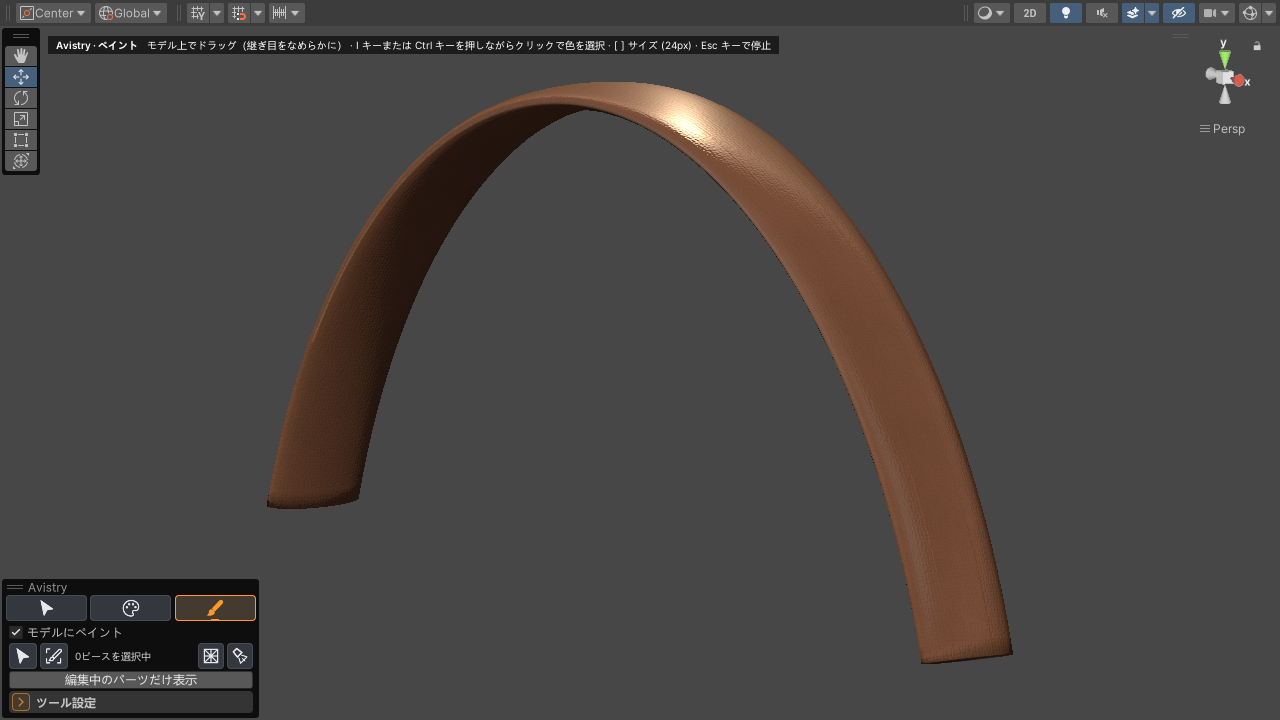 Center
Global
2D
Avistry · ペイント モデル上でドラッグ（継ぎ目をなめらかに） · I キーまたは Ctrl キーを押しながらクリックで色を選択 · [ ] サイズ (24px) · Esc キーで停止
y
x
Persp
Avistry
モデルにペイント
0ピースを選択中
編集中のパーツだけ表示
ツール設定